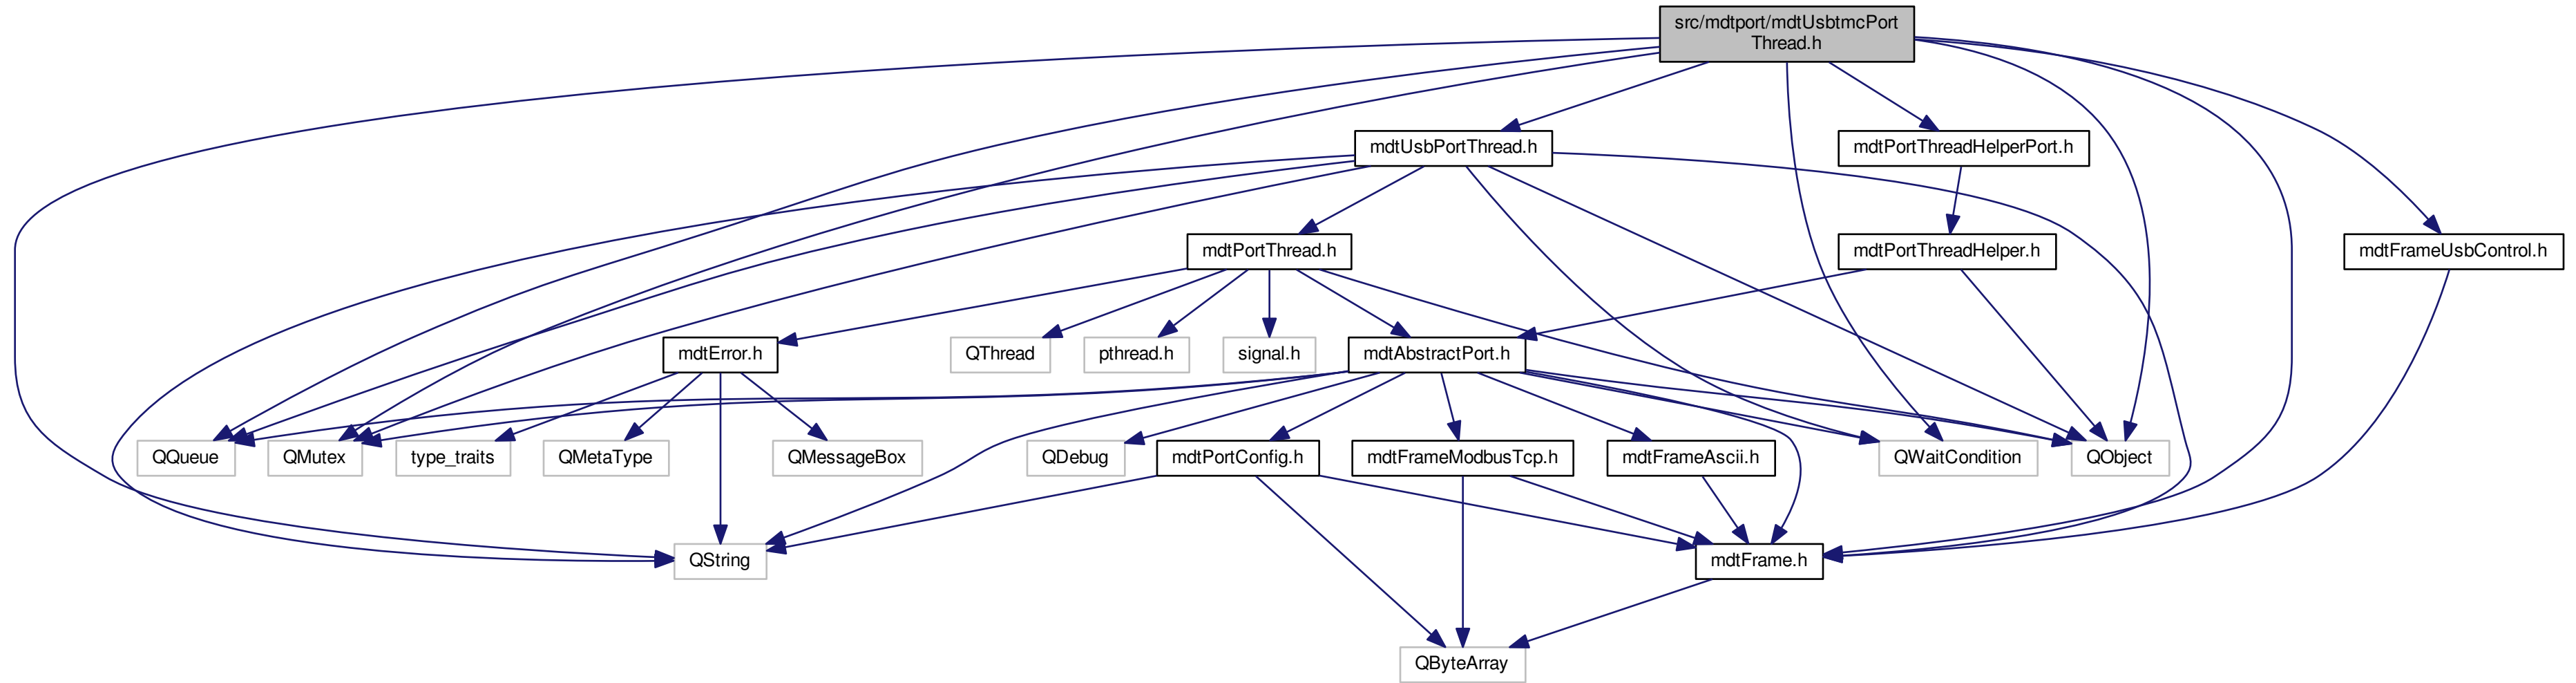 src/mdtport/mdtUsbtmcPort
Thread.h
mdtUsbPortThread.h
mdtPortThreadHelperPort.h
mdtPortThread.h
mdtPortThreadHelper.h
mdtFrameUsbControl.h
mdtError.h
QThread
pthread.h
signal.h
mdtAbstractPort.h
QQueue
QMutex
type_traits
QMetaType
QMessageBox
QDebug
mdtPortConfig.h
mdtFrameModbusTcp.h
mdtFrameAscii.h
QWaitCondition
QObject
QString
mdtFrame.h
QByteArray